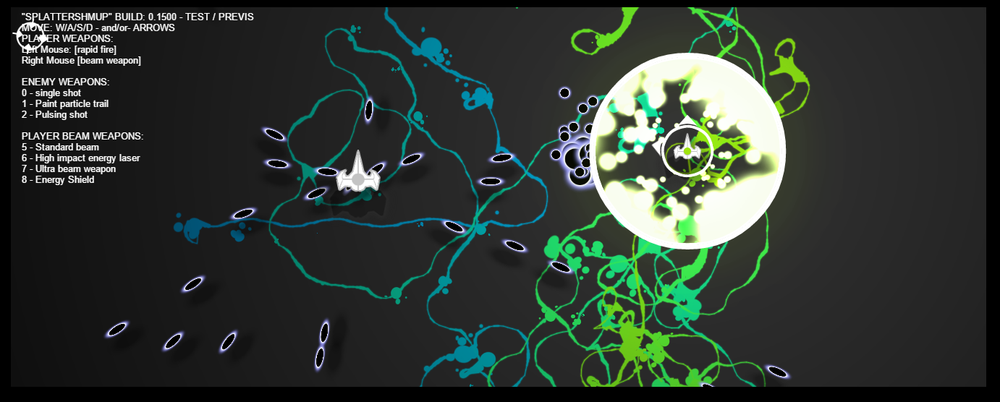 "SPLATTERSHMUP" BUILD: 0.1500 - TEST / PREVIS
MOVE: W/A/S/D - and/or- ARROWS
PLAYER WEAPONS:
Left Mouse: [rapid fire]
Right Mouse [beam weapon]
ENEMY WEAPONS:
0 - single shot
1 - Paint particle trail
2 - Pulsing shot
PLAYER BEAM WEAPONS:
5 - Standard beam
6 - High impact energy laser
7 - Ultra beam weapon
8 - Energy Shield